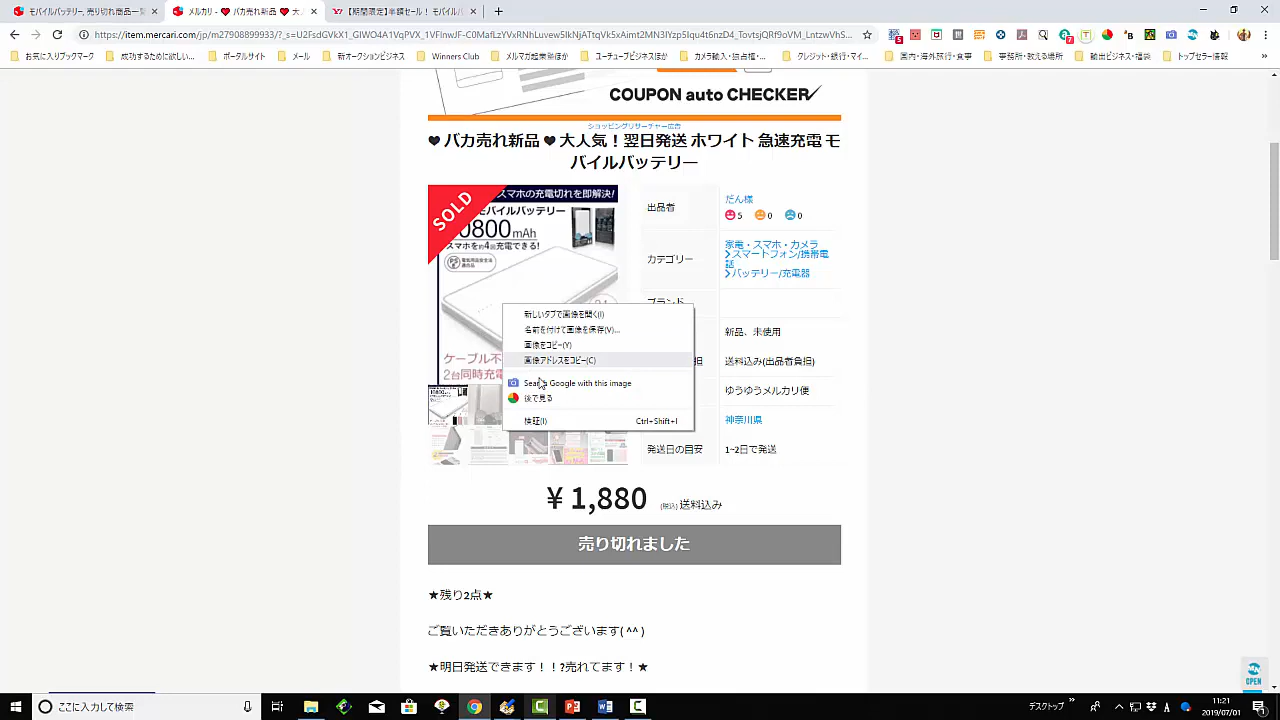 モバイルバッテリー, 売り切れ商品一覧
メルカリ - ❤ バカ売れ新品 ❤ 大人
【期間限定】半額セール！モバイルバ
https://item.mercari.com/jp/m27908899933/
お気に入りブックマーク
成功するために欲しい...
ポータルサイト
メール
新オークションビジネス
Winners Club
メルマガ起業塾ほか
ユーチューブビジネスほか
カメラ輸入・独占権・...
クレジット・銀行・マイ...
国内・海外旅行・食事
事務所・教える場所
輸出ビジネス・福袋
トップセラー情報
COUPON auto CHECKER
ショッピングリサーチャー広告
❤ バカ売れ新品 ❤ 大人気！翌日発送 ホワイト 急速充電 モ
バイルバッテリー
SOLD
スマホの充電切れを即解決!
モバイルバッテリー
0800 mAh
スマホを約4回充電できる!
ケーブル不
2台同時充電
出品者
だん様
5
0
0
カテゴリー
家電・スマホ・カメラ
スマートフォン/携帯電
話
バッテリー/充電器
ブランド
新品、未使用
担
送料込み(出品者負担)
ゆうゆうメルカリ便
神奈川県
発送日の目安
1~2日で発送
新しいタブで画像を開く(I)
名前を付けて画像を保存(V)...
画像をコピー(Y)
画像アドレスをコピー(C)
Search Google with this image
後で見る
検証(I)
Ctrl+Shift+I
¥ 1,880
(税込) 送料込み
売り切れました
★残り2点★
ご覧いただきありがとうございます(^^)
★明日発送できます！！?売れてます！★
OPEN
ここに入力して検索
デスクトップ
11:21
2019/07/01